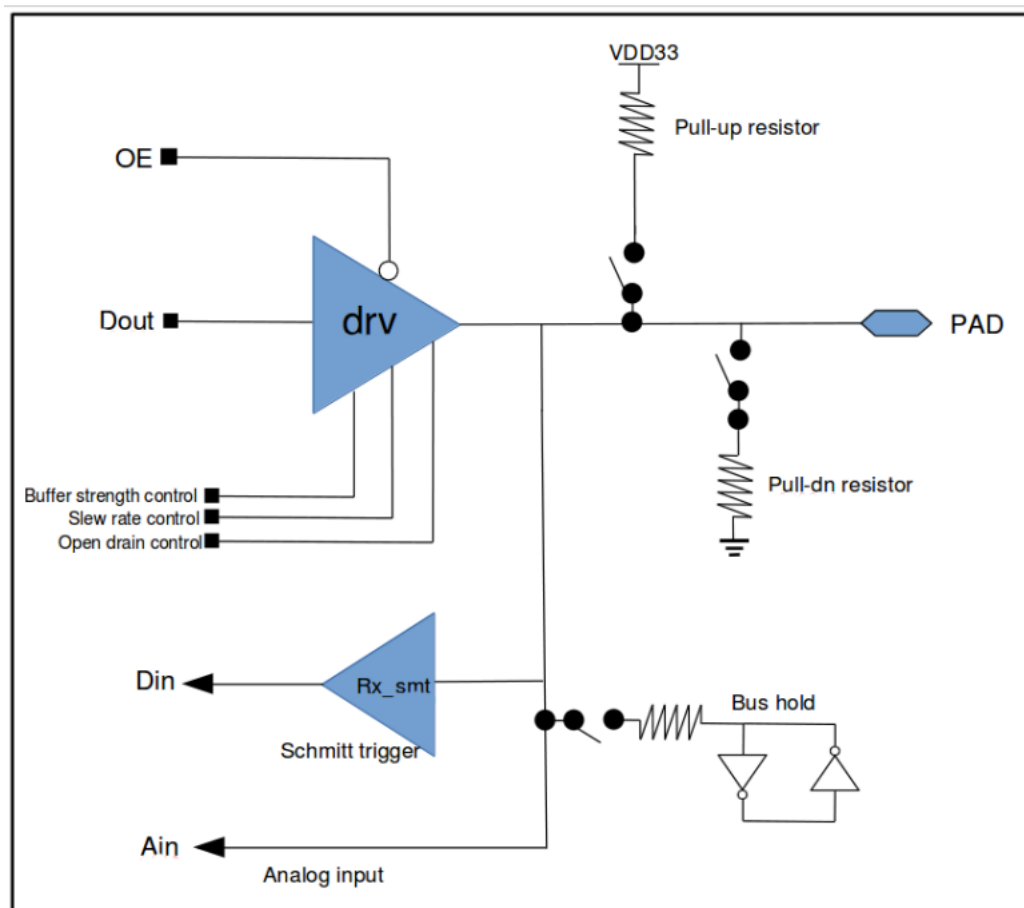 VDD33
Pull-up resistor
OE
Dout
drv
PAD
Buffer strength control
Slew rate control
Open drain control
Pull-dn resistor
Din
Rx_smt
Schmitt trigger
Bus hold
Ain
Analog input